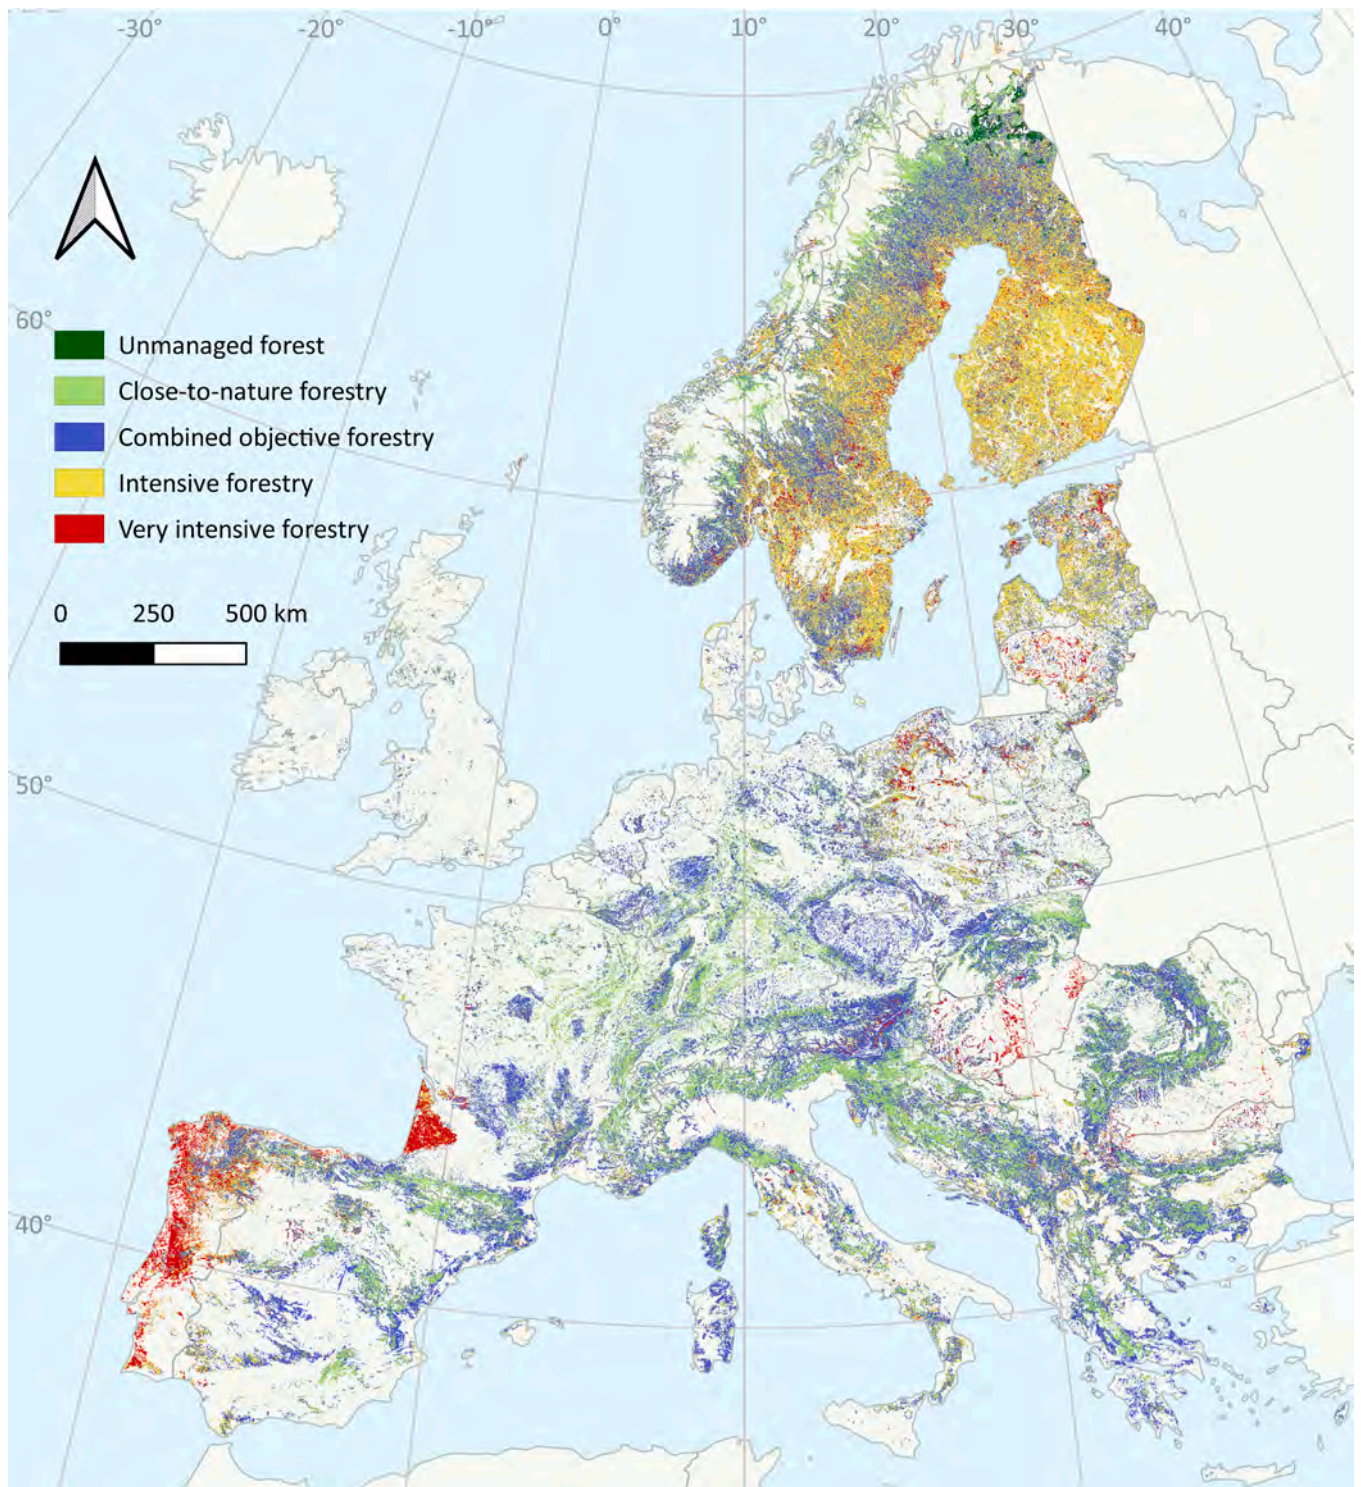 -30° -20° -10° 0° 10° 20° 30° 40°
60°
Unmanaged forest
Close-to-nature forestry
Combined objective forestry
Intensive forestry
Very intensive forestry
0 250 500 km
50°
40°